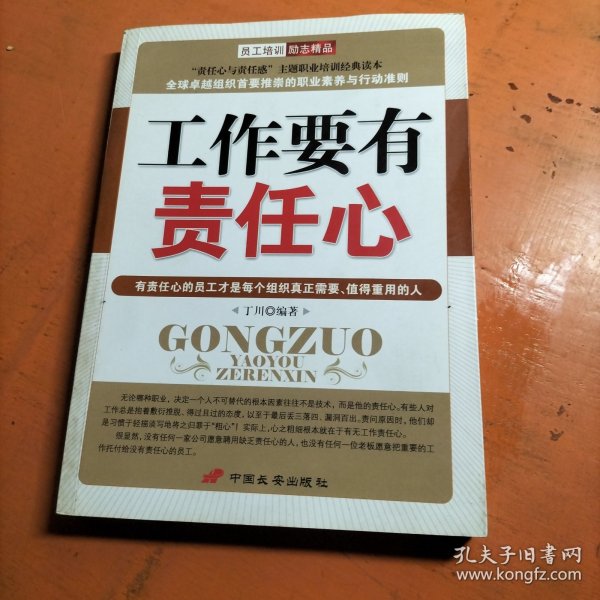 员工培训 励志精品
“责任心与责任感”主题职业培训经典读本
全球卓越组织首要推崇的职业素养与行动准则
工作要有
责任心
有责任心的员工才是每个组织真正需要、值得重用的人
丁川◎编著
GONGZUO
YAOYOU
ZERENXIN
无论哪种职业，决定一个人不可替代的根本因素往往不是技术，而是他的责任心。有些人对
工作总是抱着敷衍推脱，得过且过的态度，以至于最后丢三落四、漏洞百出。责问原因时，他们却
是习惯于轻描淡写地将之归罪于“粗心”！实际上，心之粗细根本就在于有无工作责任心。
很显然，没有任何一家公司愿意聘用缺乏责任心的人，也没有任何一位老板愿意把重要的工
作托付给没有责任心的员工。
中国长安出版社
孔夫子旧书网
www.kongfz.com